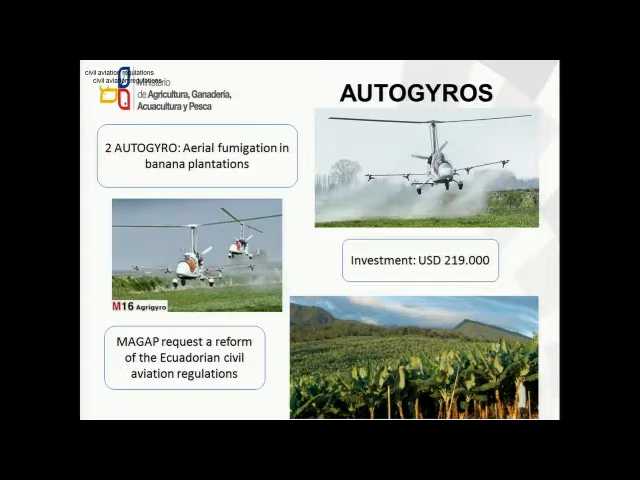 civil aviation regulations
civil aviation regulations
Ministerio
de Agricultura, Ganadería,
Acuacultura y Pesca
AUTOGYROS
2 AUTOGYRO: Aerial fumigation in
banana plantations
Investment: USD 219.000
M16 Agrigyro
MAGAP request a reform
of the Ecuadorian civil
aviation regulations